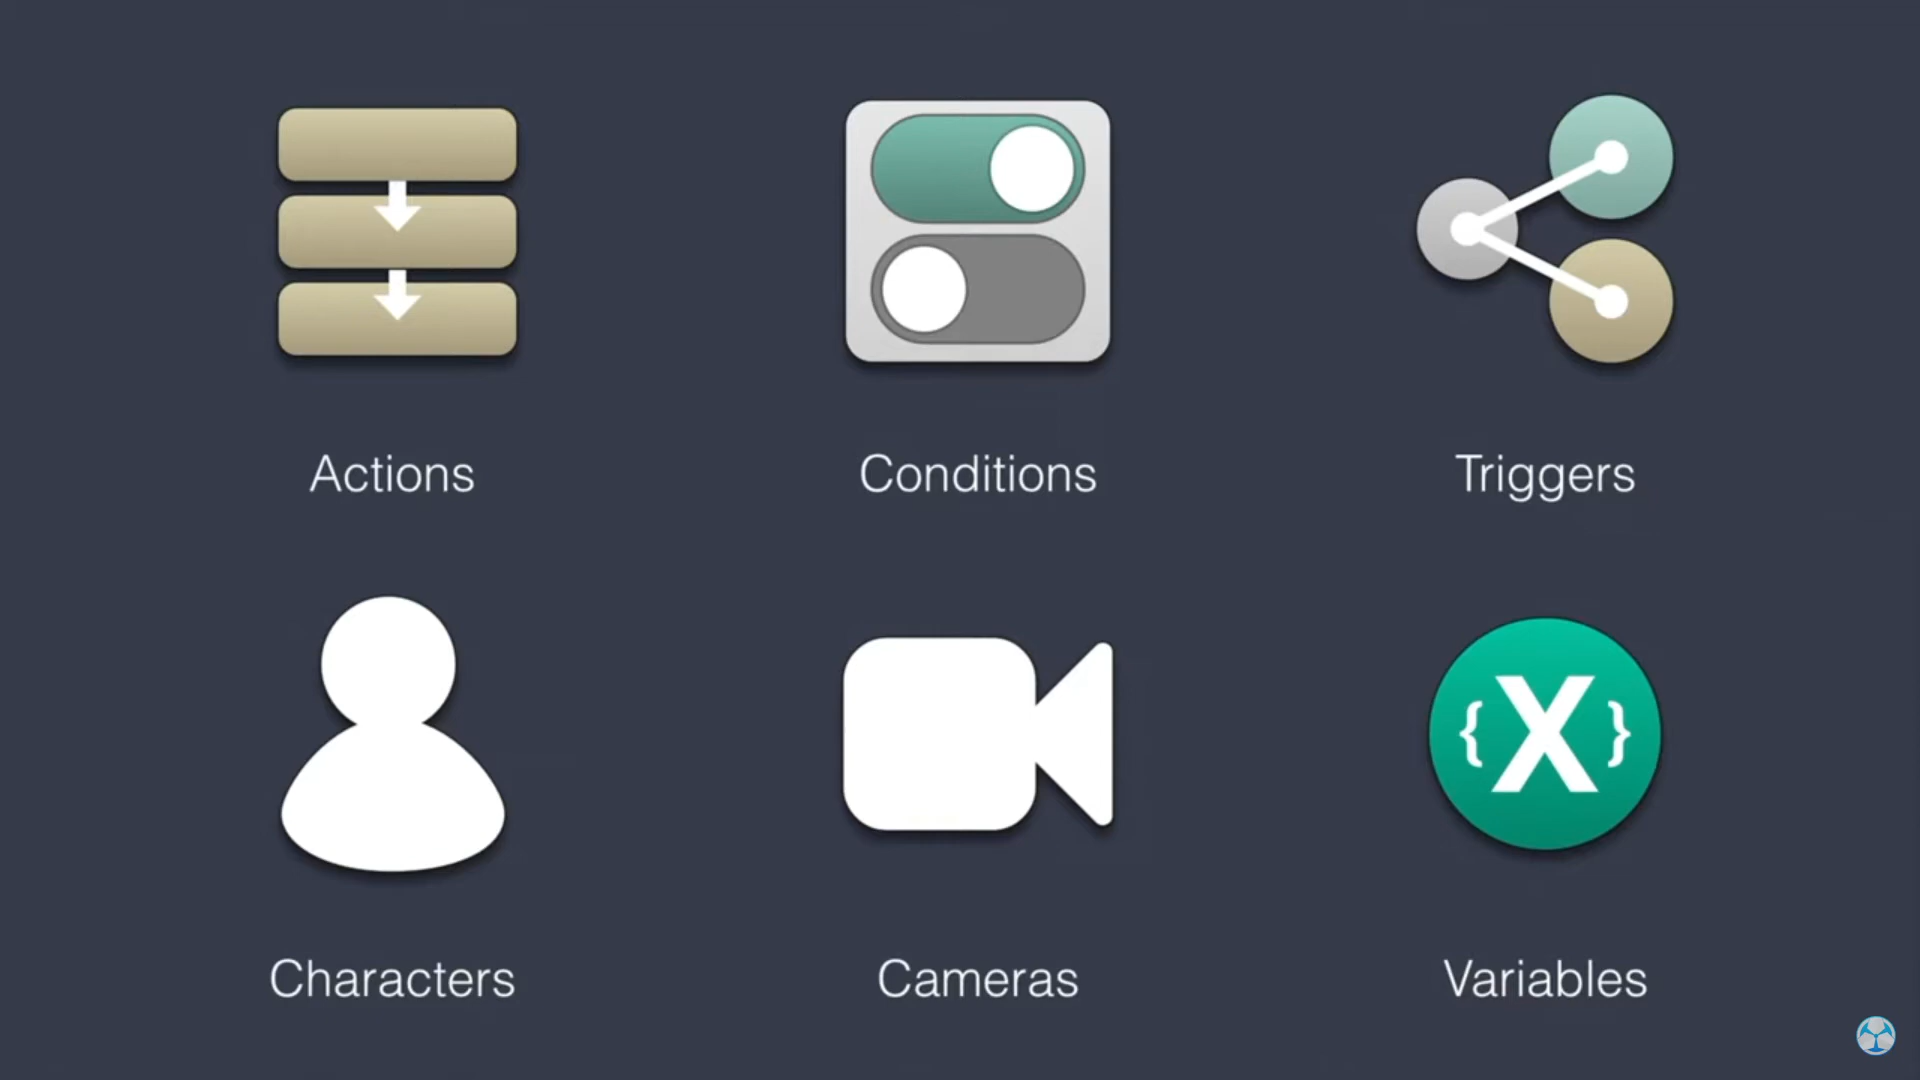 Actions
Conditions
Triggers
{X}
Characters
Cameras
Variables